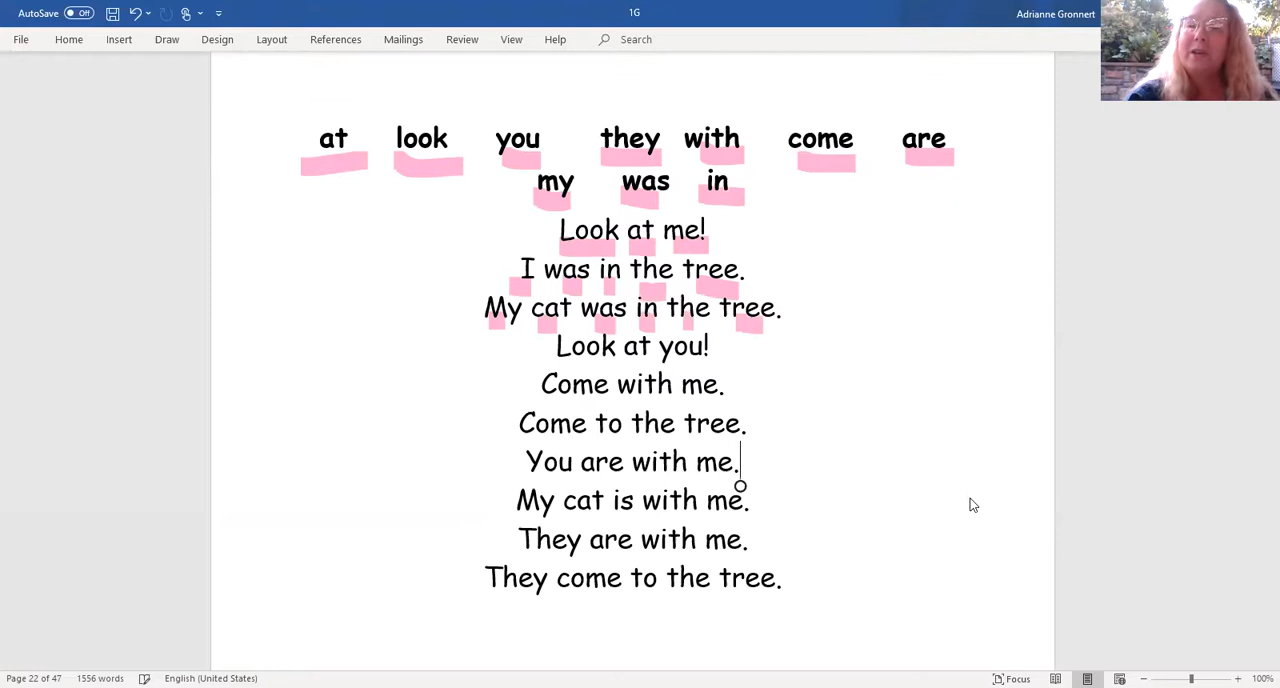 AutoSave Off 1G Adrianne Gronnert
File Home Insert Draw Design Layout References Mailings Review View Help Search
at look you they with come are
my was in
Look at me!
I was in the tree.
My cat was in the tree.
Look at you!
Come with me.
Come to the tree.
You are with me.
My cat is with me.
They are with me.
They come to the tree.
Page 22 of 47 1556 words English (United States) Focus 100%